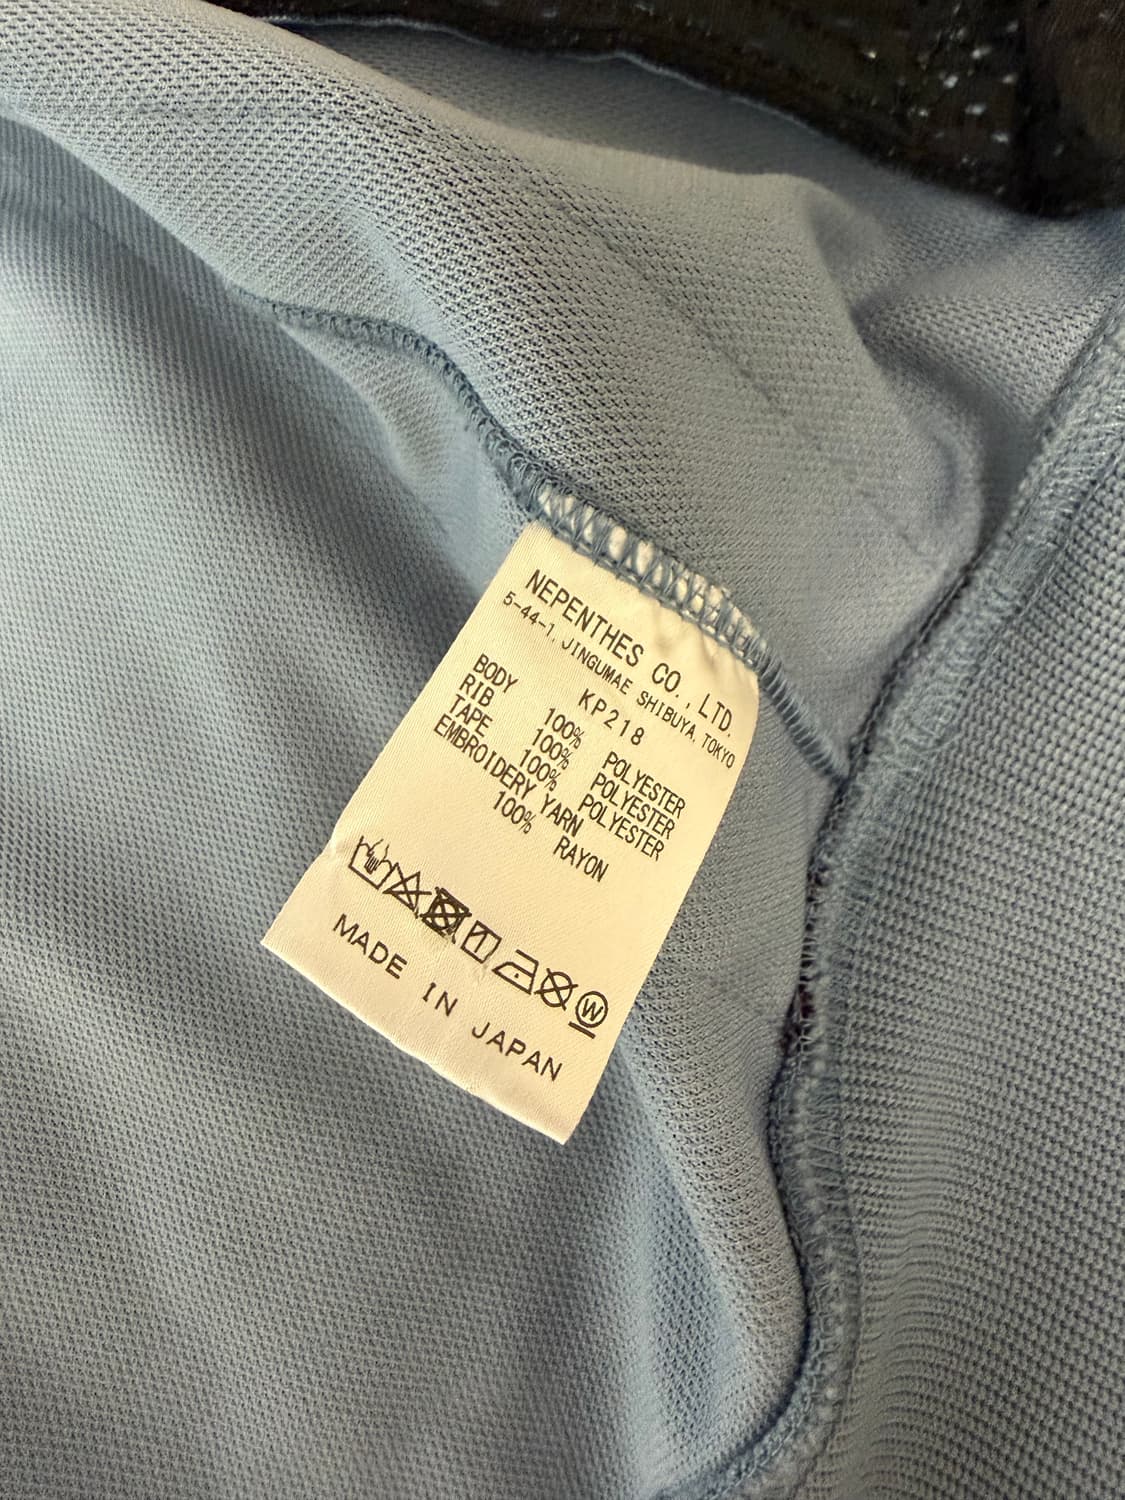 NEPENTHES CO., LTD.
5-44-1, JINGUMAE SHIBUYA, TOKYO
KP218
BODY 100% POLYESTER
RIB 100% POLYESTER
TAPE 100% POLYESTER
EMBROIDERY YARN
100% RAYON
W
MADE IN JAPAN